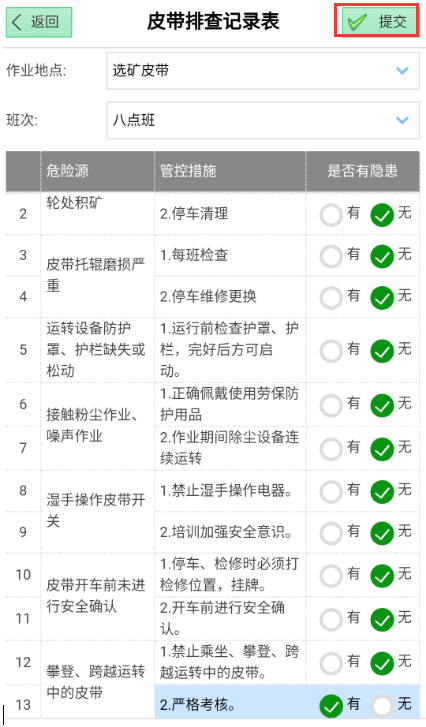 返回
皮带排查记录表
提交
作业地点:
选矿皮带
班次:
八点班
危险源
管控措施
是否有隐患
2
轮处积矿
2.停车清理
有
无
3
皮带托辊磨损严
重
1.每班检查
有
无
4
2.停车维修更换
有
无
5
运转设备防护
罩、护栏缺失或
松动
1.运行前检查护罩、护
栏，完好后方可启
动。
有
无
6
接触粉尘作业、
噪声作业
1.正确佩戴使用劳保防
护用品
有
无
7
2.作业期间除尘设备连
续运转
有
无
8
湿手操作皮带开
关
1.禁止湿手操作电器。
有
无
9
2.培训加强安全意识。
有
无
10
皮带开车前未进
行安全确认
1.停车、检修时必须打
检修位置，挂牌。
有
无
11
2.开车前进行安全确
认。
有
无
12
攀登、跨越运转
中的皮带
1.禁止乘坐、攀登、跨
越运转中的皮带。
有
无
13
2.严格考核。
有
无